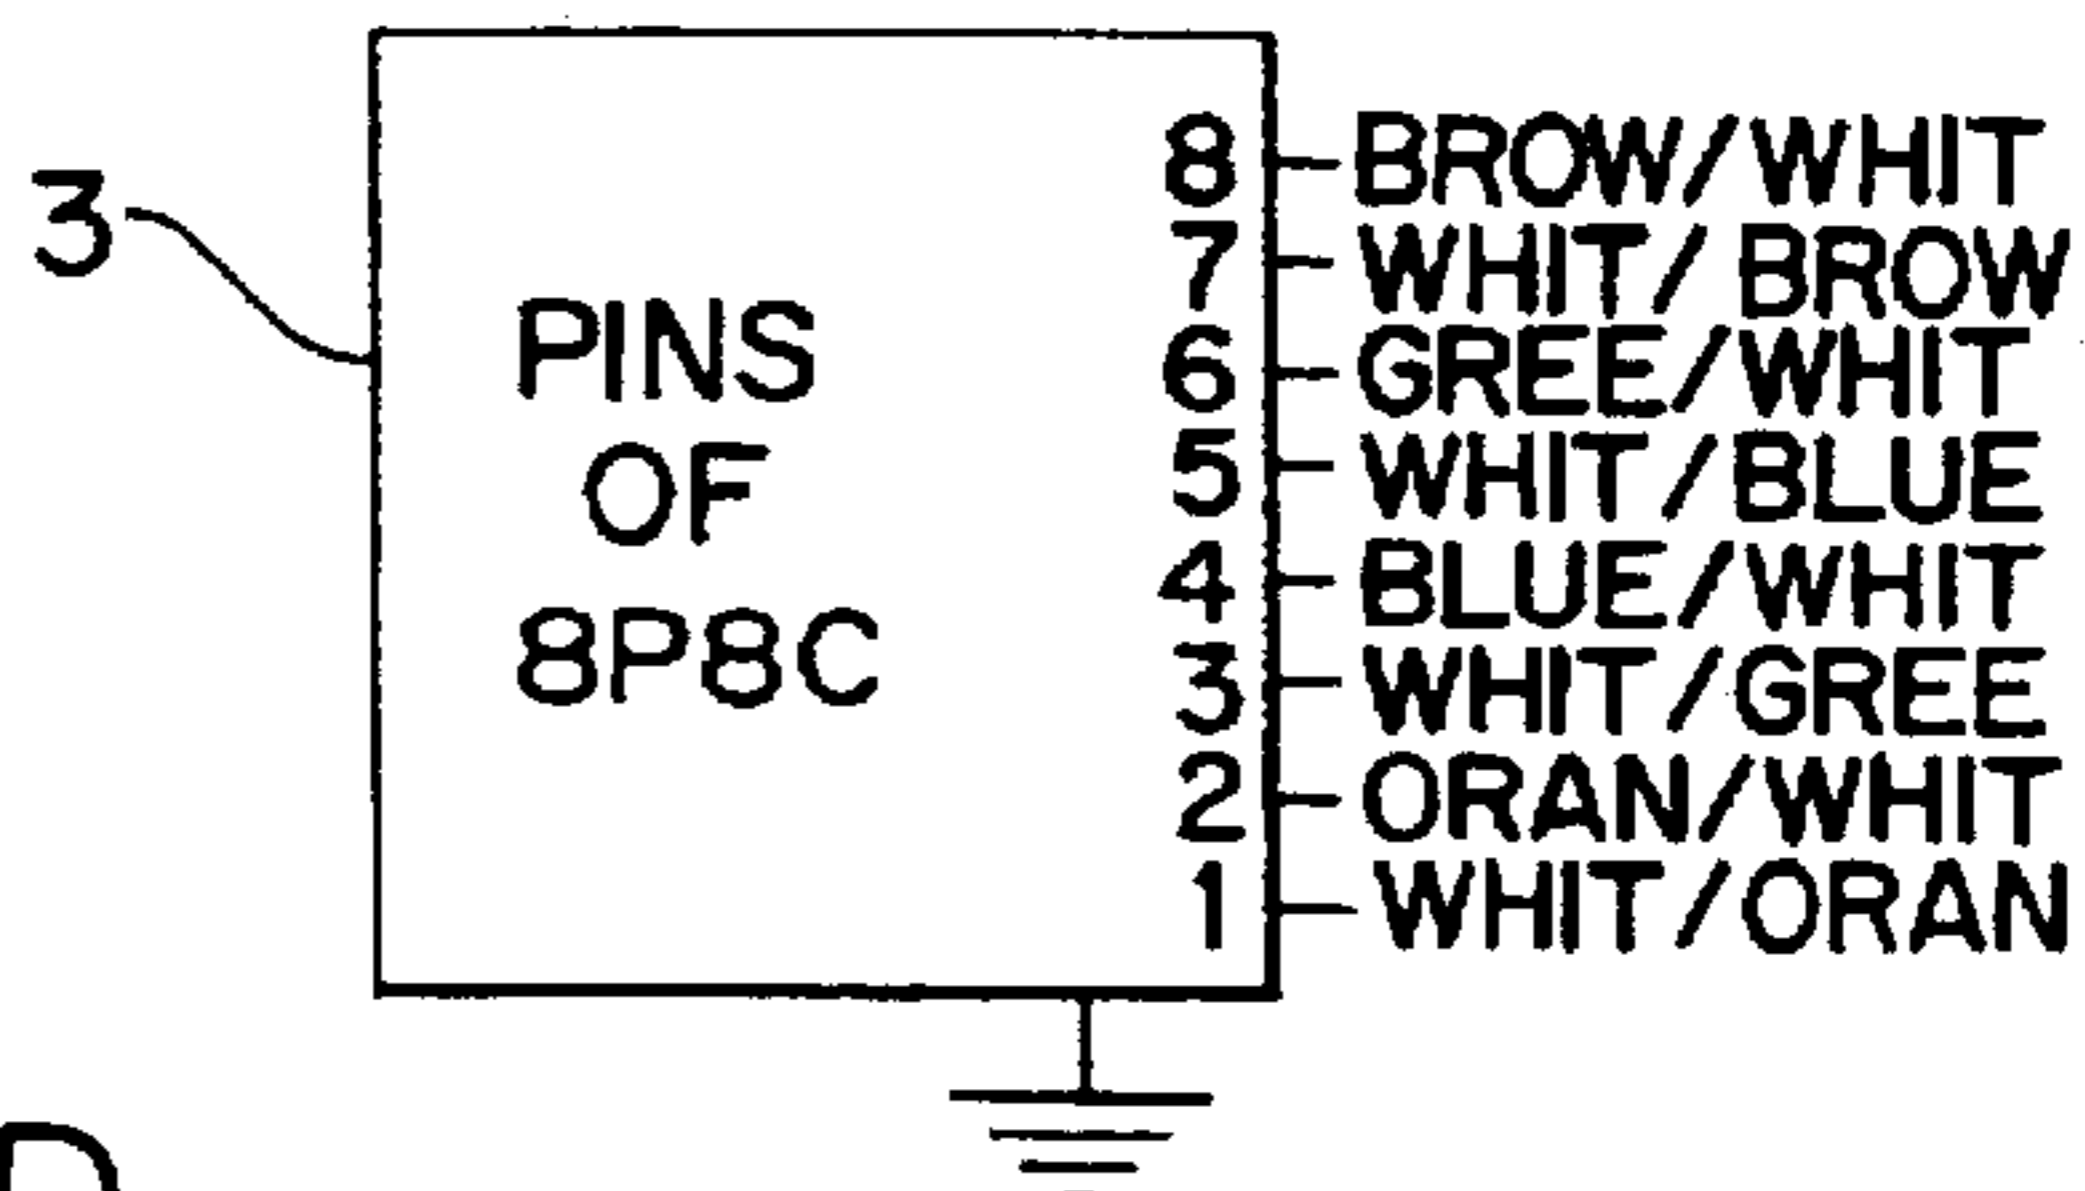 3
PINS
OF
8P8C
8 BROW/WHIT
7 WHIT/BROW
6 GREE/WHIT
5 WHIT/BLUE
4 BLUE/WHIT
3 WHIT/GREE
2 ORAN/WHIT
1 WHIT/ORAN